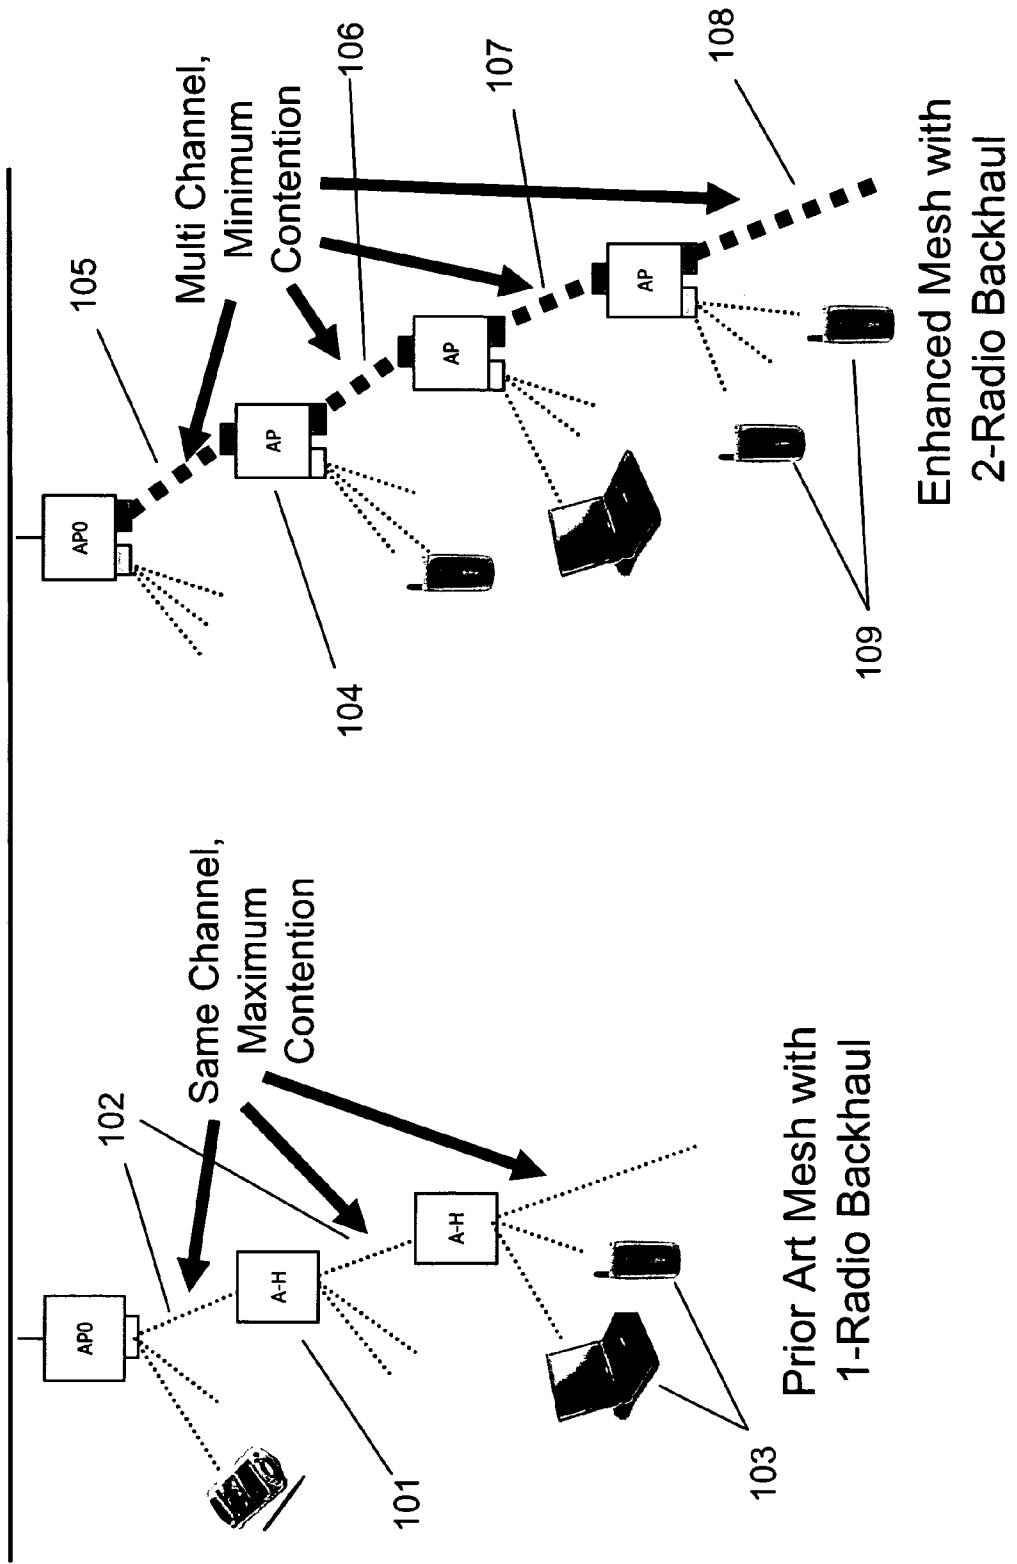 102
Same Channel,
Maximum
Contention
AP0
A-H
A-H
101
103
Prior Art Mesh with
1-Radio Backhaul
105
Multi Channel,
Minimum
Contention
106
107
108
AP0
AP
AP
AP
104
109
Enhanced Mesh with
2-Radio Backhaul